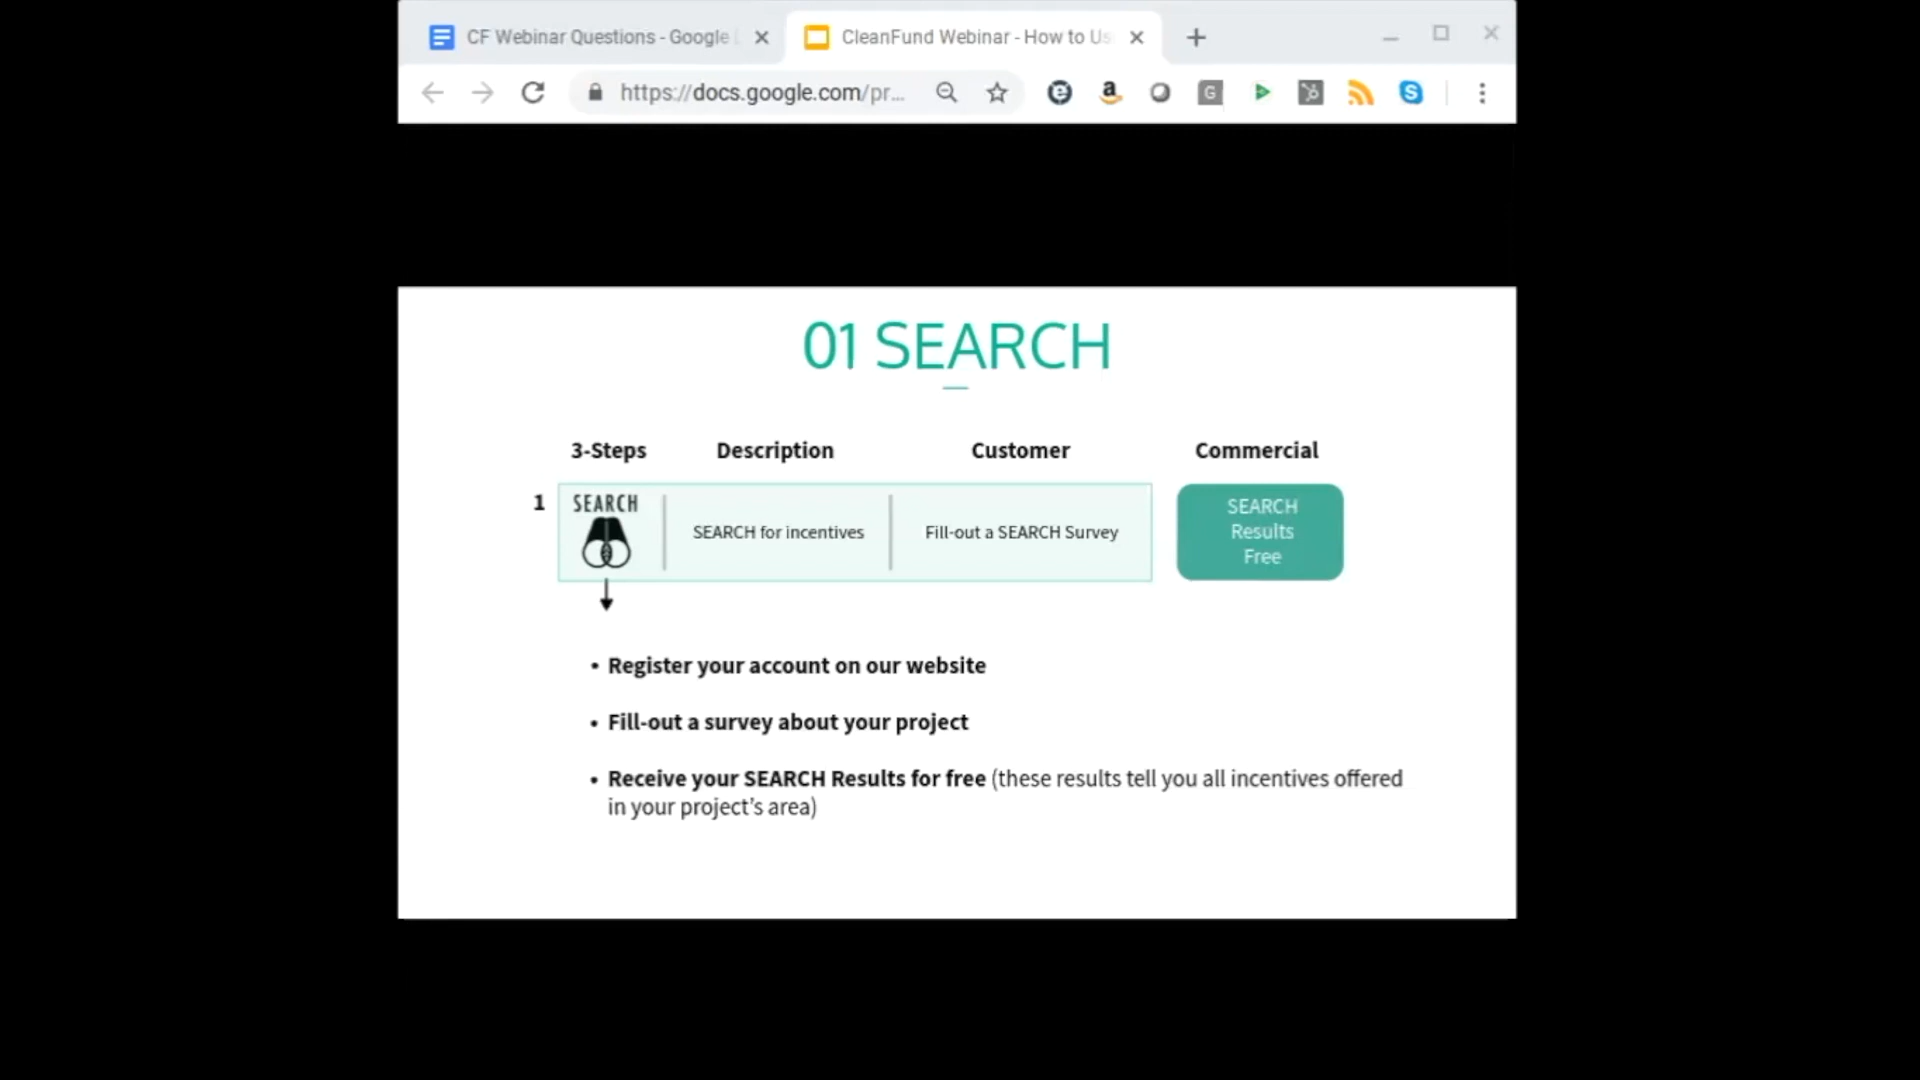 CF Webinar Questions - Google
CleanFund Webinar - How to Us
https://docs.google.com/pr...
01 SEARCH
3-Steps Description Customer Commercial
1 SEARCH SEARCH for incentives Fill-out a SEARCH Survey
SEARCH
Results
Free
• Register your account on our website
• Fill-out a survey about your project
• Receive your SEARCH Results for free (these results tell you all incentives offered
in your project's area)